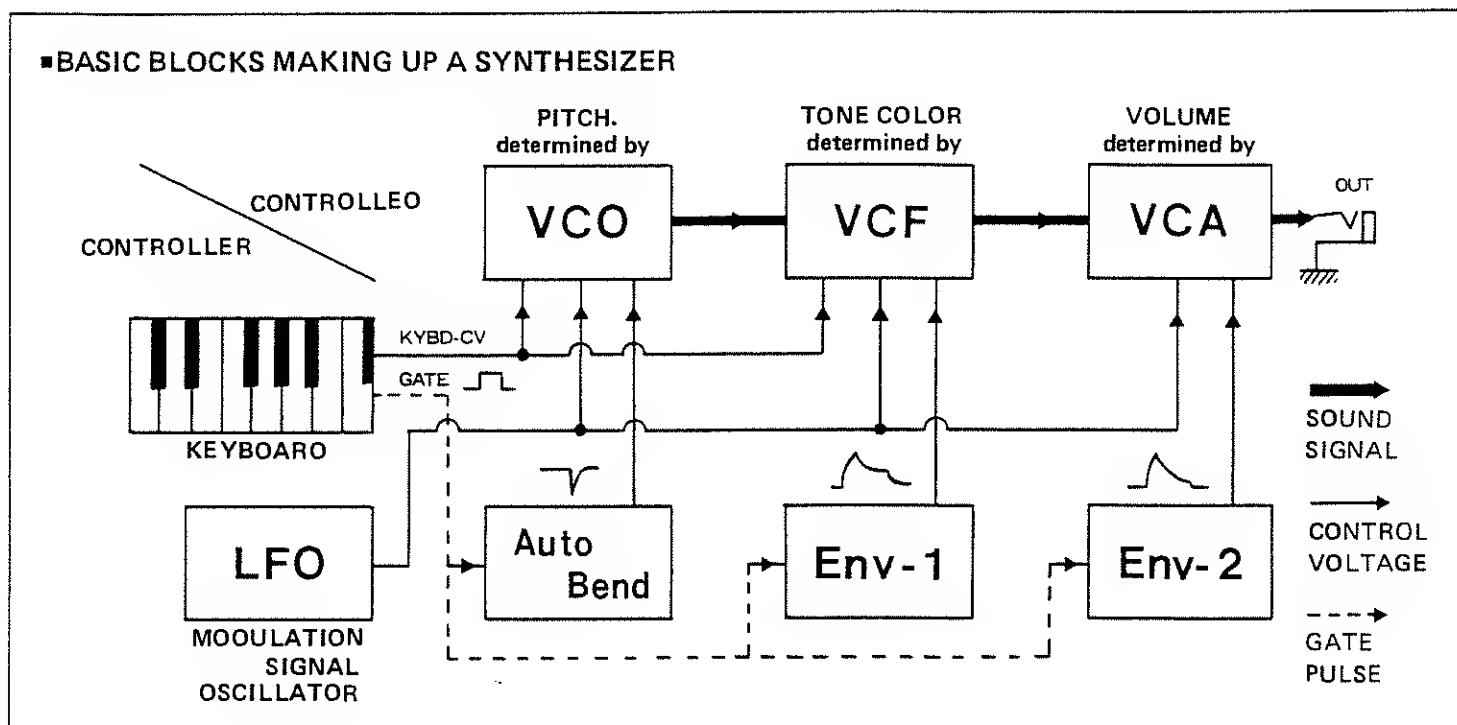 ■BASIC BLOCKS MAKING UP A SYNTHESIZER
PITCH.
determined by
TONE COLOR
determined by
VOLUME
determined by
CONTROLLEO
CONTROLLER
VCO
VCF
VCA
OUT
KYBD-CV
GATE
KEYBOARO
SOUND
SIGNAL
LFO
Auto
Bend
Env-1
Env-2
CONTROL
VOLTAGE
MOOULATION
SIGNAL
OSCILLATOR
GATE
PULSE